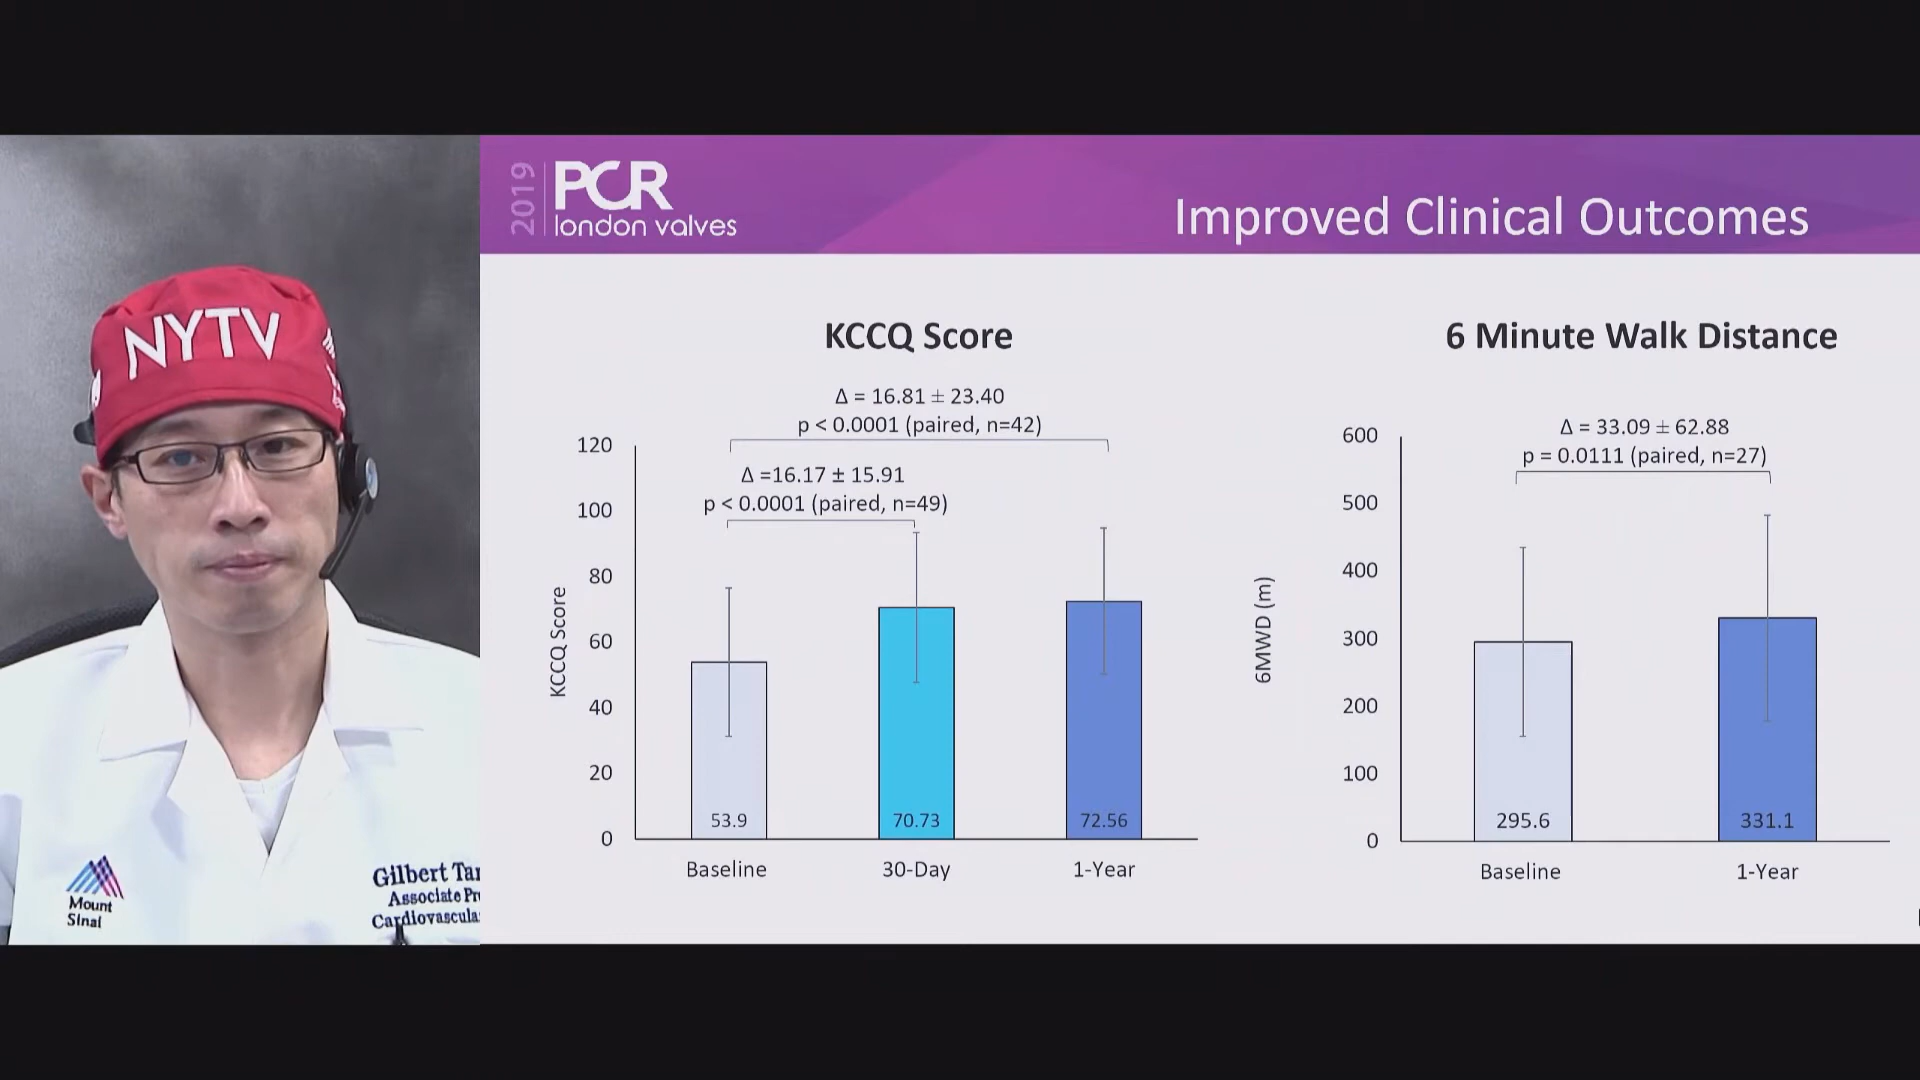 2019
PCR
london valves
Improved Clinical Outcomes
NYTV
Mount
Sinai
Gilbert
Associate
KCCQ Score
Δ = 16.81 ± 23.40
p < 0.0001 (paired, n=42)
Δ =16.17 ± 15.91
p < 0.0001 (paired, n=49)
KCCQ Score
120
100
80
60
40
20
0
53.9
70.73
72.56
Baseline
30-Day
1-Year
6 Minute Walk Distance
Δ = 33.09 ± 62.88
p = 0.0111 (paired, n=27)
6MWD (m)
600
500
400
300
200
100
0
295.6
331.1
Baseline
1-Year